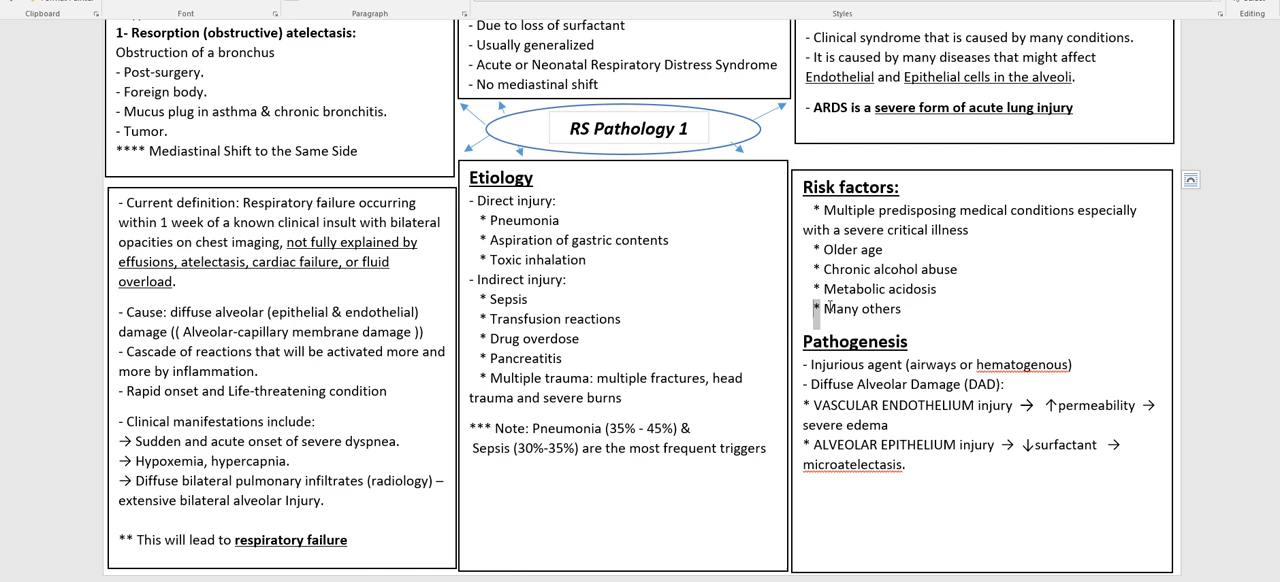 Clipboard
Font
Paragraph
Styles
Editing
1- Resorption (obstructive) atelectasis:
Obstruction of a bronchus
- Post-surgery.
- Foreign body.
- Mucus plug in asthma & chronic bronchitis.
- Tumor.
**** Mediastinal Shift to the Same Side
- Due to loss of surfactant
- Usually generalized
- Acute or Neonatal Respiratory Distress Syndrome
- No mediastinal shift
- Clinical syndrome that is caused by many conditions.
- It is caused by many diseases that might affect
Endothelial and Epithelial cells in the alveoli.
- ARDS is a severe form of acute lung injury
RS Pathology 1
- Current definition: Respiratory failure occurring
within 1 week of a known clinical insult with bilateral
opacities on chest imaging, not fully explained by
effusions, atelectasis, cardiac failure, or fluid
overload.
- Cause: diffuse alveolar (epithelial & endothelial)
damage (( Alveolar-capillary membrane damage ))
- Cascade of reactions that will be activated more and
more by inflammation.
- Rapid onset and Life-threatening condition
- Clinical manifestations include:
→ Sudden and acute onset of severe dyspnea.
→ Hypoxemia, hypercapnia.
→ Diffuse bilateral pulmonary infiltrates (radiology) –
extensive bilateral alveolar Injury.
** This will lead to respiratory failure
Etiology
- Direct injury:
* Pneumonia
* Aspiration of gastric contents
* Toxic inhalation
- Indirect injury:
* Sepsis
* Transfusion reactions
* Drug overdose
* Pancreatitis
* Multiple trauma: multiple fractures, head
trauma and severe burns
*** Note: Pneumonia (35% - 45%) &
Sepsis (30%-35%) are the most frequent triggers
Risk factors:
* Multiple predisposing medical conditions especially
with a severe critical illness
* Older age
* Chronic alcohol abuse
* Metabolic acidosis
* Many others
Pathogenesis
- Injurious agent (airways or hematogenous)
- Diffuse Alveolar Damage (DAD):
* VASCULAR ENDOTHELIUM injury → ↑permeability →
severe edema
* ALVEOLAR EPITHELIUM injury → ↓surfactant →
microatelectasis.